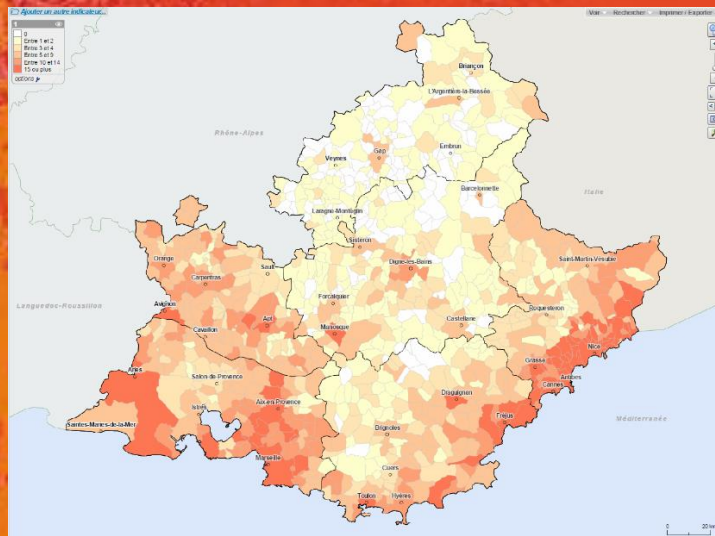 Ajouter un autre indicateur...
Voir
Rechercher
Imprimer / Exporter
1
0
Entre 1 et 2
Entre 3 et 4
Entre 5 et 9
Entre 10 et 14
15 ou plus
options
Briançon
L'Argentière-la-Bessée
Rhône-Alpes
Veynes
Gap
Embrun
Barcelonnette
Italie
Laragne-Montéglin
Sisteron
Orange
Carpentras
Sault
Digne-les-Bains
Saint-Martin-Vésubie
Languedoc-Roussillon
Avignon
Apt
Forcalquier
Manosque
Castellane
Roquesteron
Cavaillon
Nice
Grasse
Antibes
Cannes
Arles
Salon-de-Provence
Draguignan
Istres
Aix-en-Provence
Fréjus
Saintes-Maries-de-la-Mer
Brignoles
Méditerranée
Marseille
Cuers
Toulon
Hyères
0
20 km